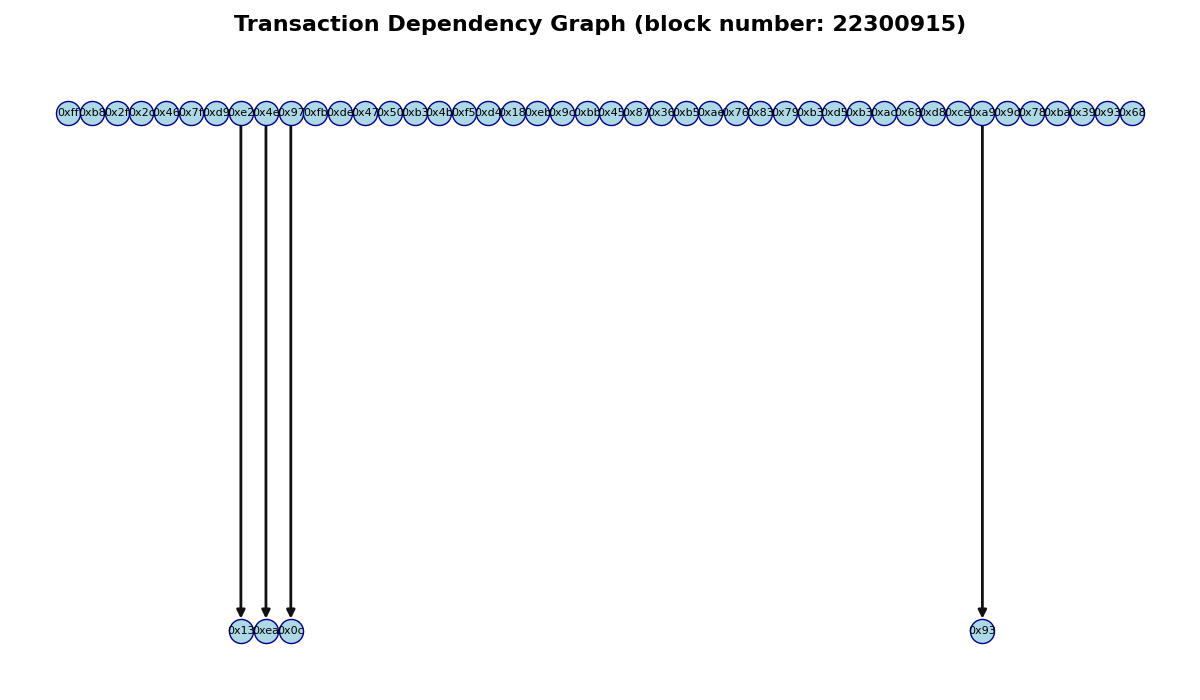 Transaction Dependency Graph (block number: 22300915)
0xff 0xb8 0x2f 0x2c 0x46 0x7f 0xd9 0xe2 0x4e 0x97 0xfb 0xde 0x47 0x50 0xb3 0x4b 0xf5 0xd4 0x18 0xeb 0x9c 0xbb 0x45 0x87 0x36 0xb5 0xae 0x76 0x83 0x79 0xb3 0xd5 0xb3 0xac 0x68 0xd8 0xce 0xa9 0x9d 0x78 0xba 0x39 0x93 0x68
0x13 0xea 0x0c 0x93